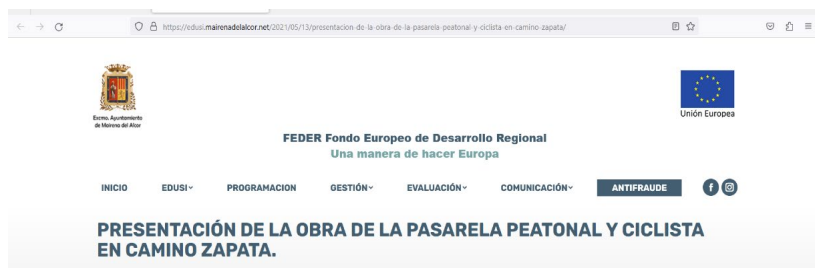 https://edusi.mairenadelalcor.net/2021/05/13/presentacion-de-la-obra-de-la-pasarela-peatonal-y-ciclista-en-camino-zapata/
Excmo. Ayuntamiento
de Mairena del Alcor
Unión Europea
FEDER Fondo Europeo de Desarrollo Regional
Una manera de hacer Europa
INICIO EDUSI PROGRAMACION GESTIÓN EVALUACIÓN COMUNICACIÓN ANTIFRAUDE f
PRESENTACIÓN DE LA OBRA DE LA PASARELA PEATONAL Y CICLISTA
EN CAMINO ZAPATA.